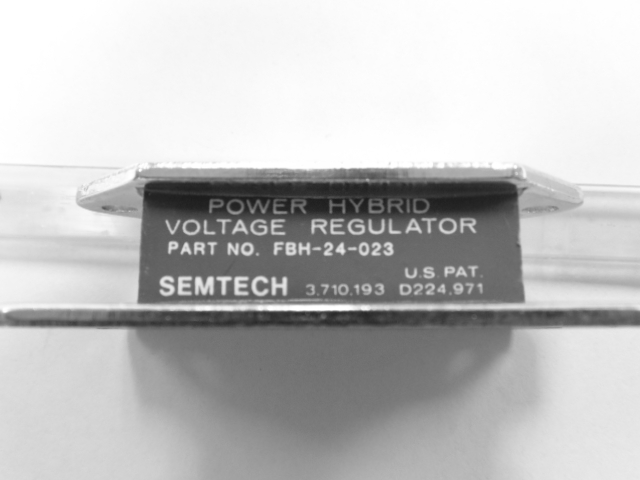 POWER HYBRID
VOLTAGE REGULATOR
PART NO. FBH-24-023
U.S. PAT.
SEMTECH 3,710,193 D224,971